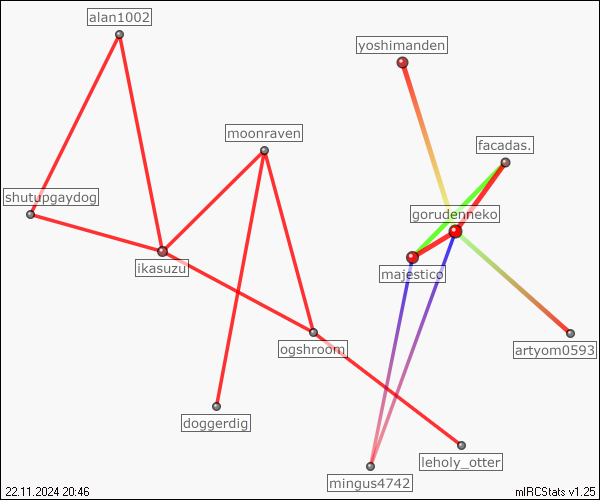 alan1002
yoshimanden
moonraven
facadas.
shutupgaydog
gorudenneko
ikasuzu
majestico
ogshroom
artyom0593
doggerdig
leholy_otter
mingus4742
22.11.2024 20:46
mIRCStats v1.25